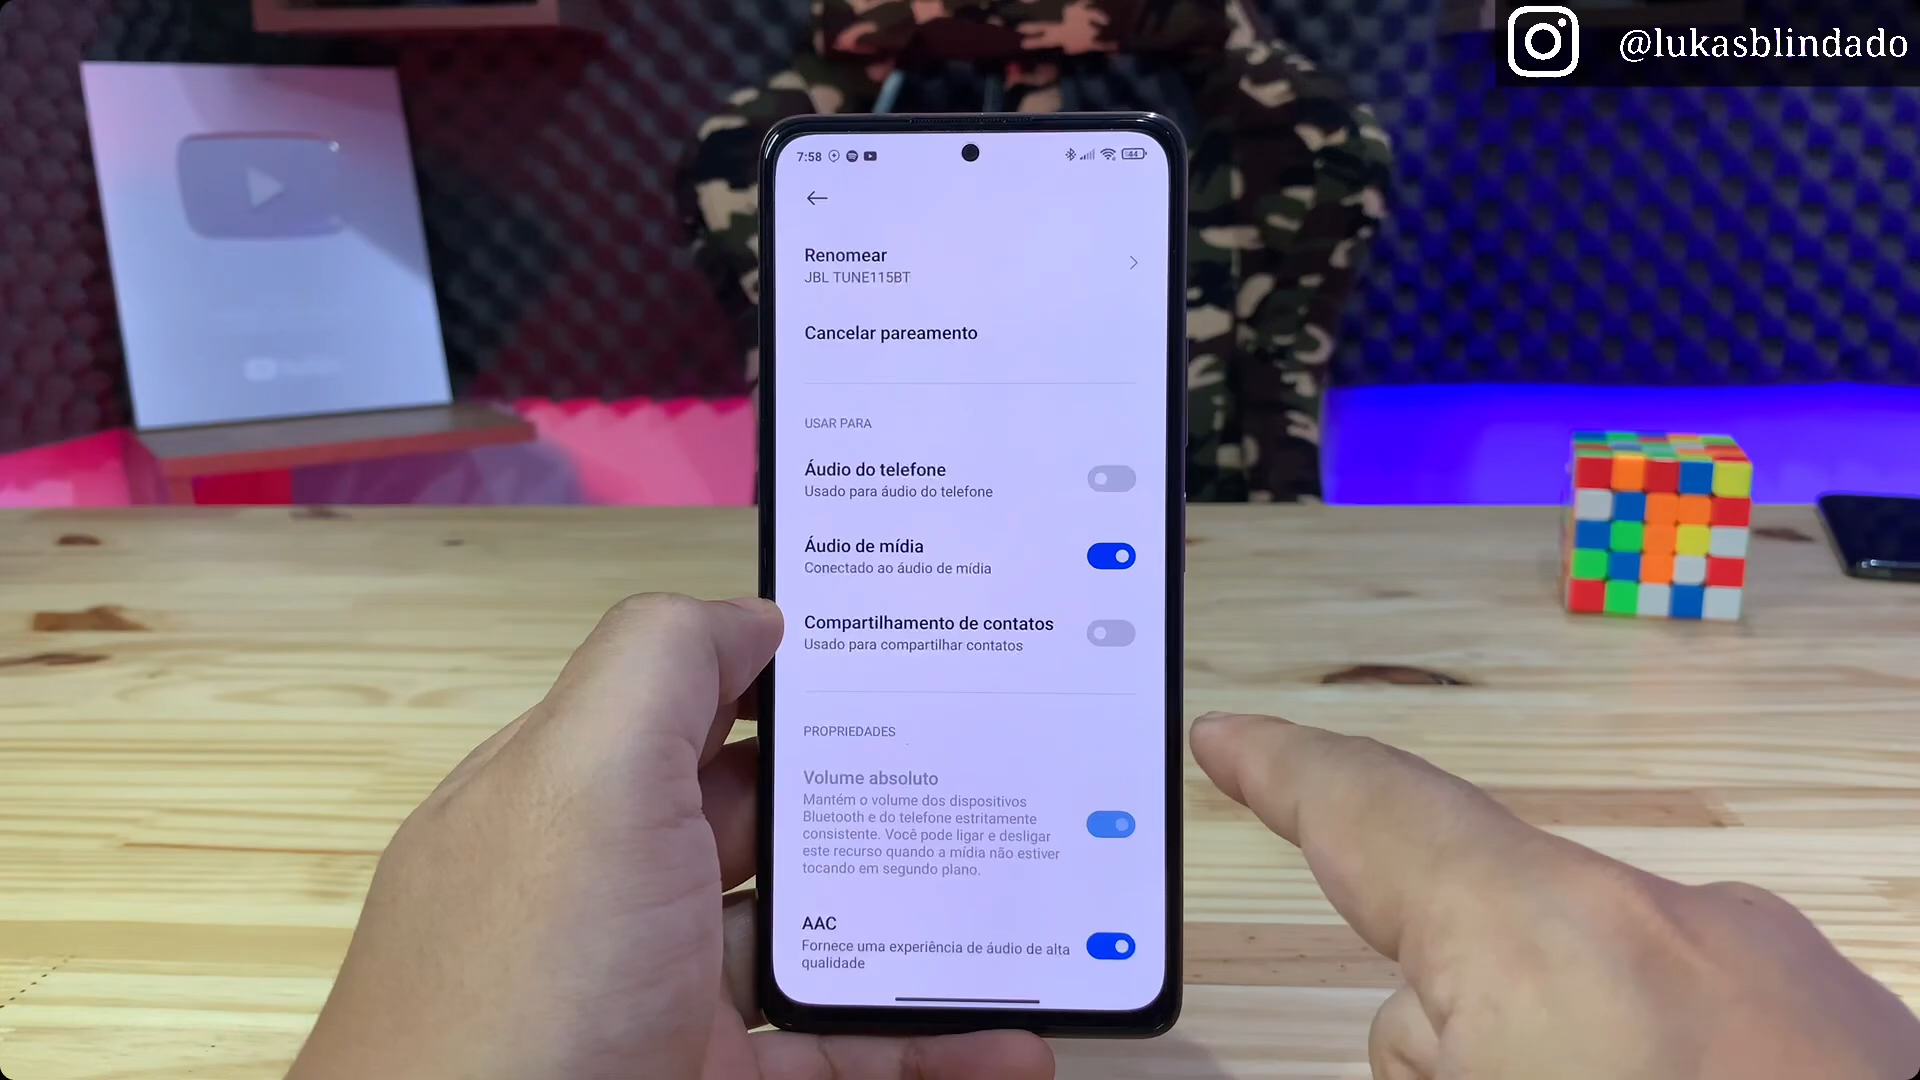 @lukasblindado
7:58
44
Renomear
JBL TUNE115BT
Cancelar pareamento
USAR PARA
Áudio do telefone
Usado para áudio do telefone
Áudio de mídia
Conectado ao áudio de mídia
Compartilhamento de contatos
Usado para compartilhar contatos
PROPRIEDADES
Volume absoluto
Mantém o volume dos dispositivos
Bluetooth e do telefone estritamente
consistente. Você pode ligar e desligar
este recurso quando a mídia não estiver
tocando em segundo plano.
AAC
Fornece uma experiência de áudio de alta
qualidade